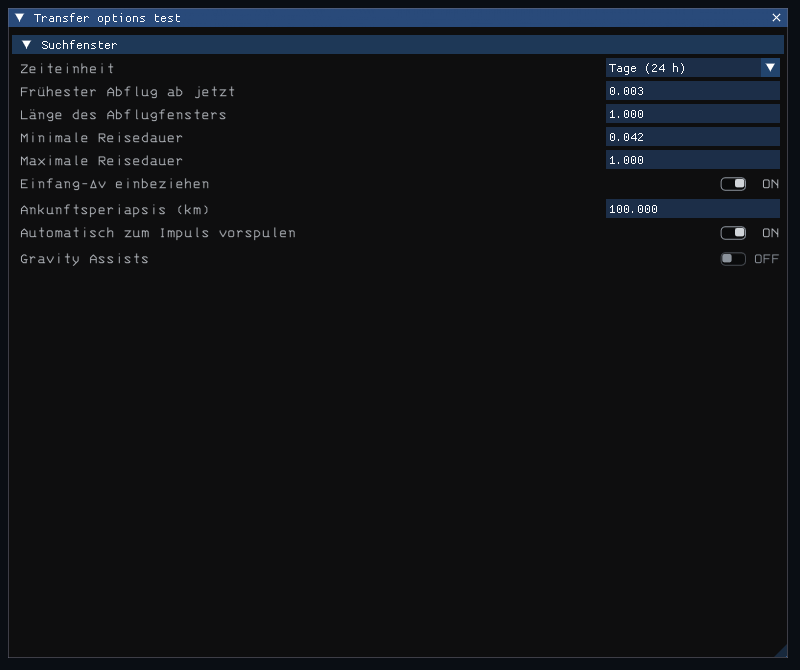 Transfer options test
Suchfenster
Zeiteinheit Tage (24 h)
Frühester Abflug ab jetzt 0.003
Länge des Abflugfensters 1.000
Minimale Reisedauer 0.042
Maximale Reisedauer 1.000
Einfang-Δv einbeziehen ON
Ankunftsperiapsis (km) 100.000
Automatisch zum Impuls vorspulen ON
Gravity Assists OFF